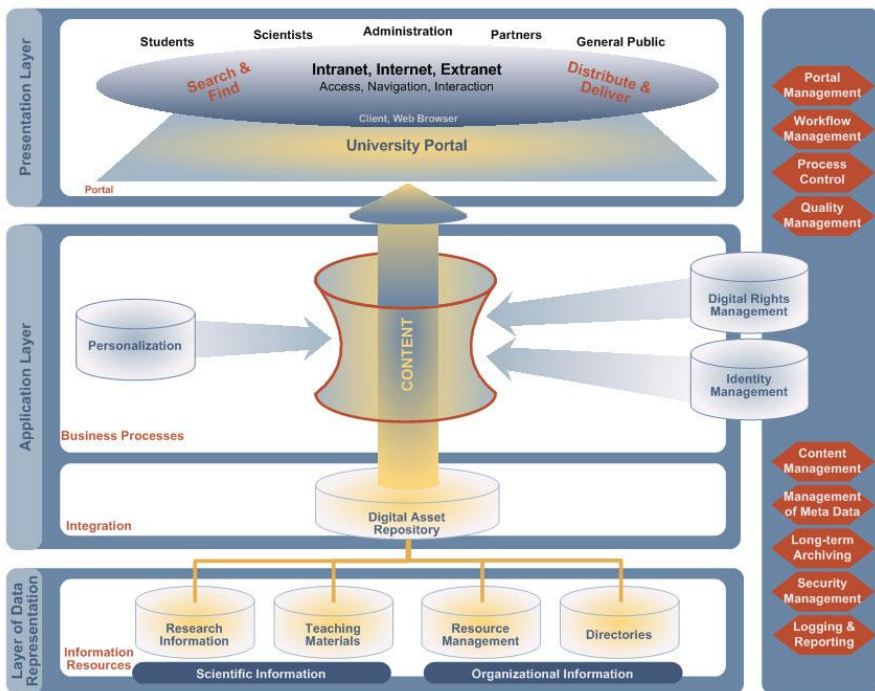 Presentation Layer
Students
Scientists
Administration
Partners
General Public
Search &
Find
Intranet, Internet, Extranet
Access, Navigation, Interaction
Distribute &
Deliver
Client, Web Browser
University Portal
Portal
Application Layer
Personalization
CONTENT
Digital Rights
Management
Identity
Management
Business Processes
Integration
Digital Asset
Repository
Layer of Data
Representation
Information
Resources
Research
Information
Teaching
Materials
Resource
Management
Directories
Scientific Information
Organizational Information
Portal
Management
Workflow
Management
Process
Control
Quality
Management
Content
Management
Management
of Meta Data
Long-term
Archiving
Security
Management
Logging &
Reporting